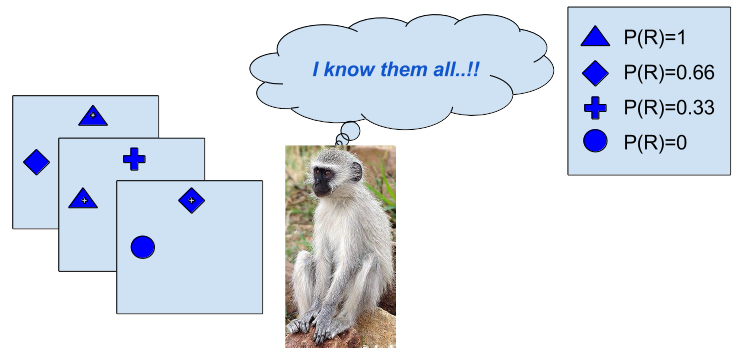 I know them all..!!
P(R)=1
P(R)=0.66
P(R)=0.33
P(R)=0